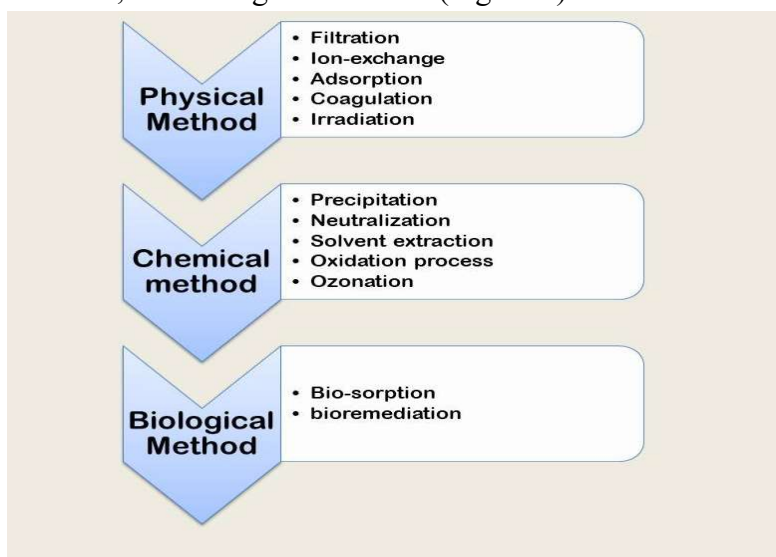 Physical
Method
• Filtration
• Ion-exchange
• Adsorption
• Coagulation
• Irradiation
Chemical
method
• Precipitation
• Neutralization
• Solvent extraction
• Oxidation process
• Ozonation
Biological
Method
• Bio-sorption
• bioremediation